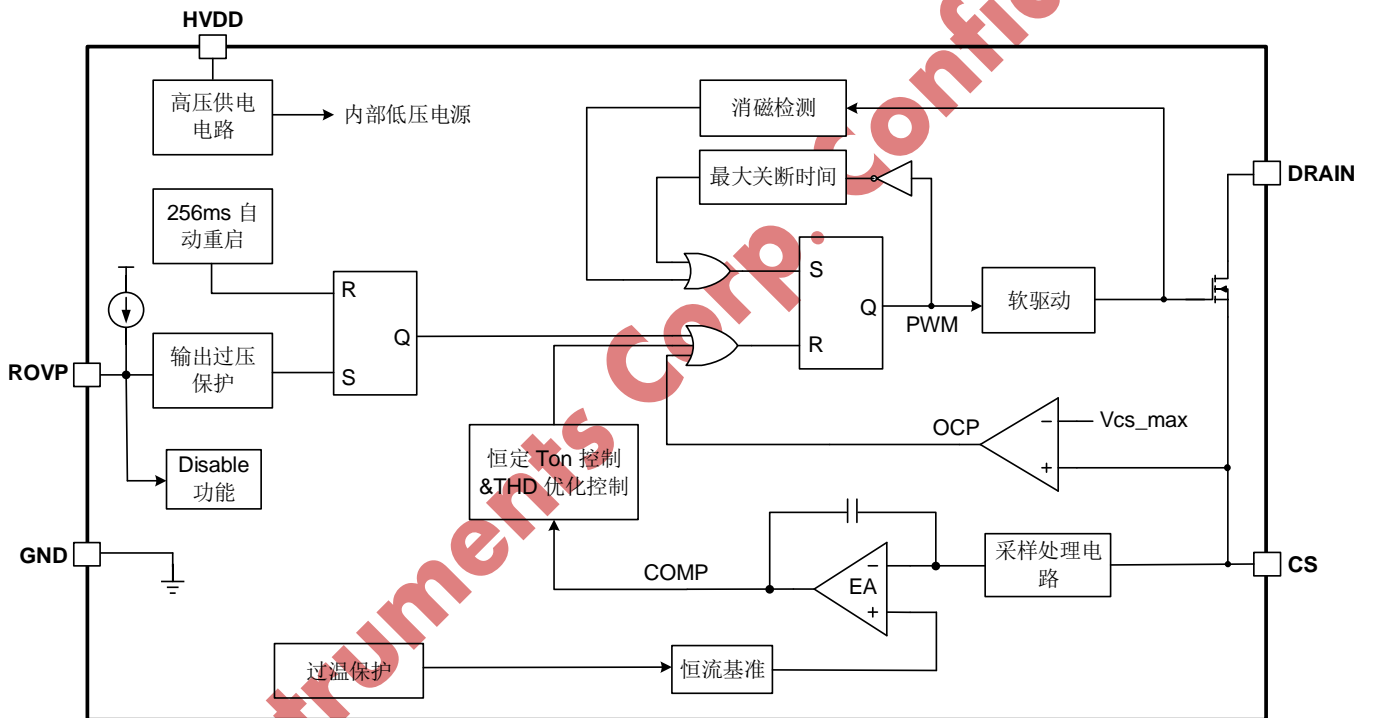 HVDD
高压供电
电路
内部低压电源
消磁检测
最大关断时间
DRAIN
256ms 自
动重启
S
Q
R
PWM
软驱动
R
Q
S
ROVP
输出过压
保护
Disable
功能
恒定 Ton 控制
&THD 优化控制
OCP
−
Vcs_max
+
GND
COMP
EA
−
+
采样处理电
路
CS
过温保护
恒流基准
struments Corp. Confi